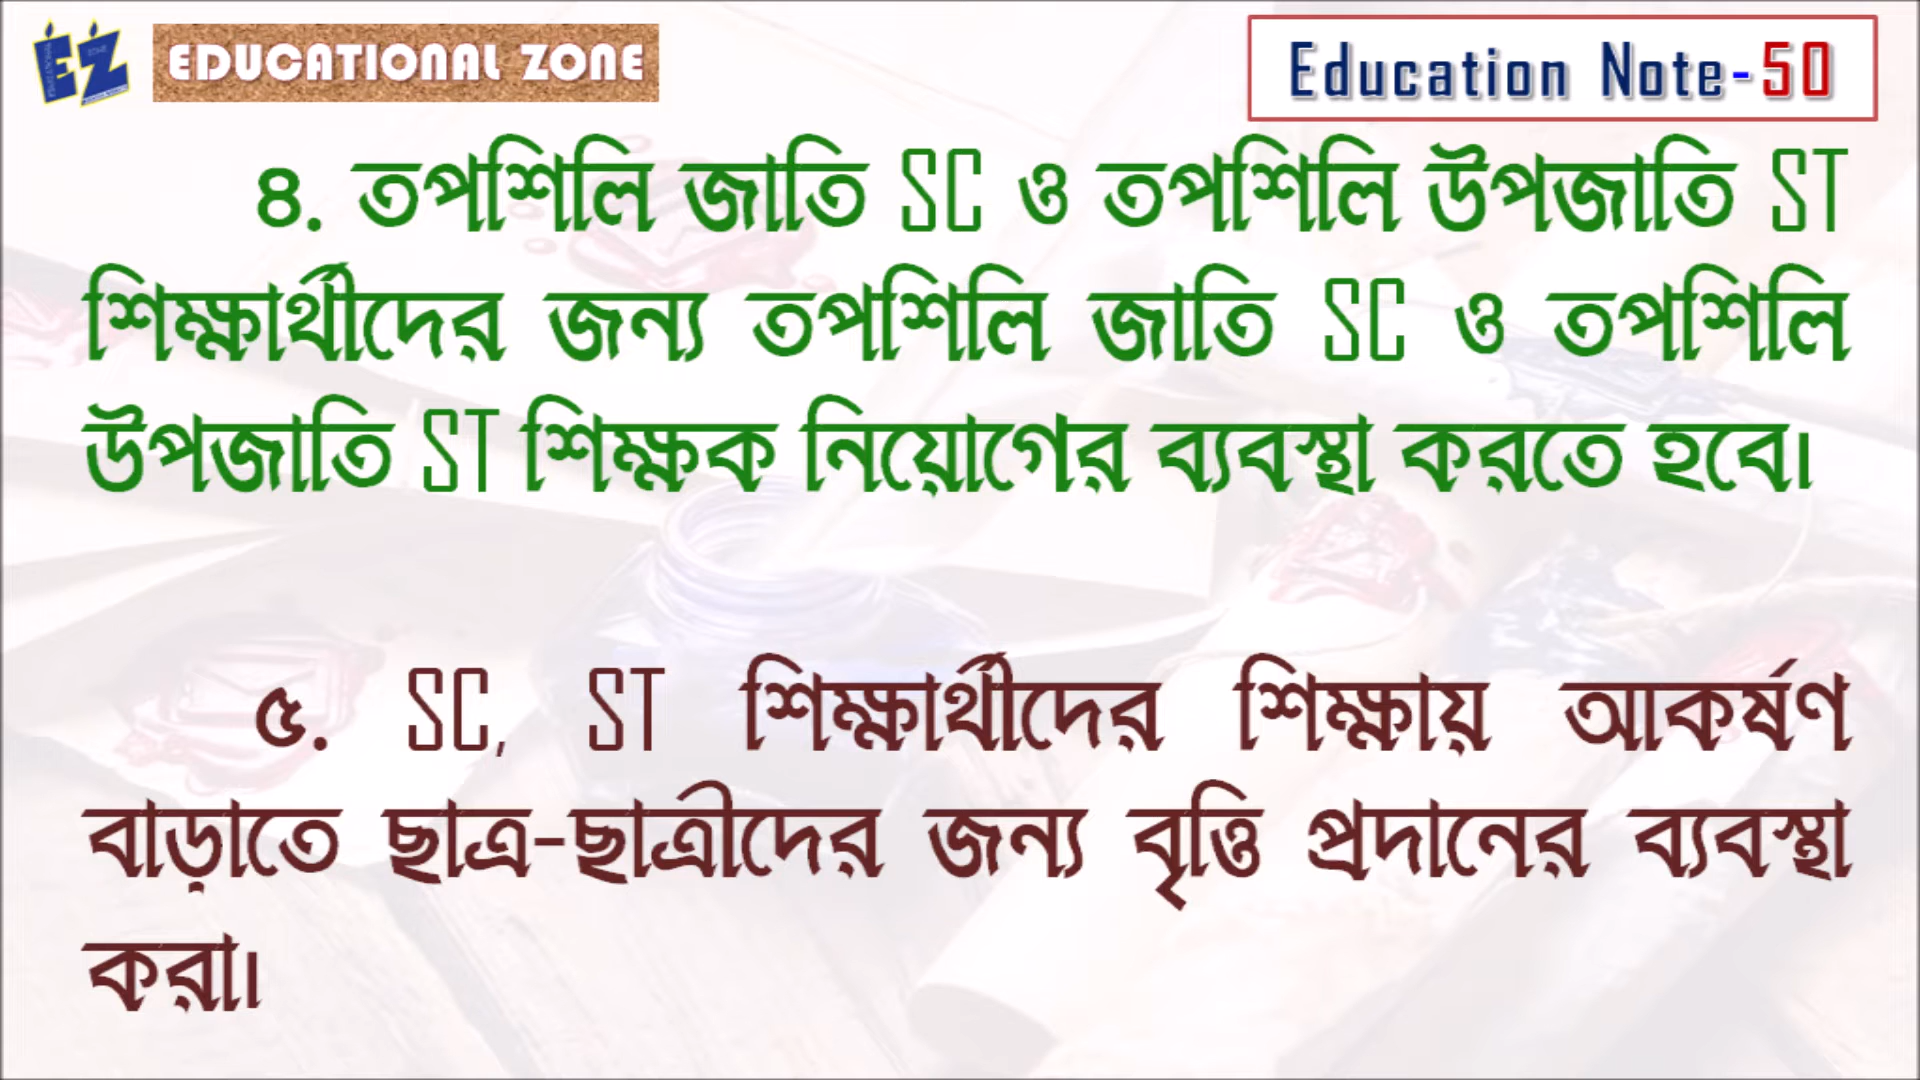 EZ EDUCATIONAL ZONE
Education Note-50
৪. তপশিলি জাতি SC ও তপশিলি উপজাতি ST
শিক্ষার্থীদের জন্য তপশিলি জাতি SC ও তপশিলি
উপজাতি ST শিক্ষক নিয়োগের ব্যবস্থা করতে হবে।
৫. SC, ST শিক্ষার্থীদের শিক্ষায় আকর্ষণ
বাড়াতে ছাত্র-ছাত্রীদের জন্য বৃত্তি প্রদানের ব্যবস্থা
করা।